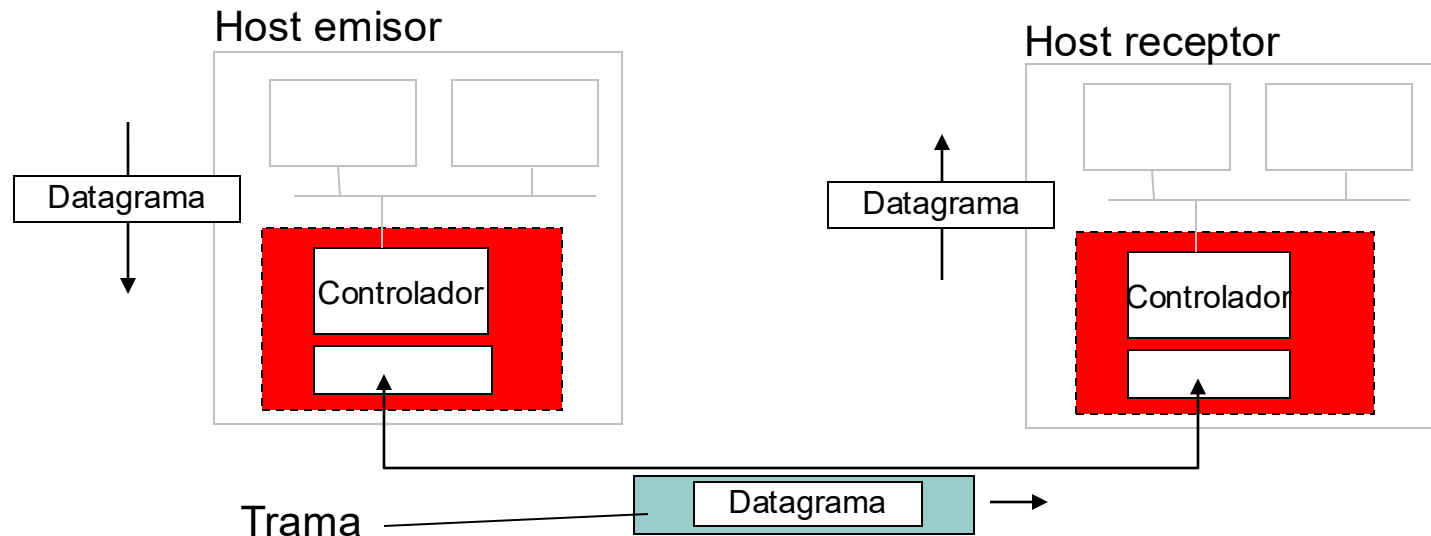 Host emisor
Host receptor
Datagrama
Datagrama
Controlador
Controlador
Datagrama
Trama